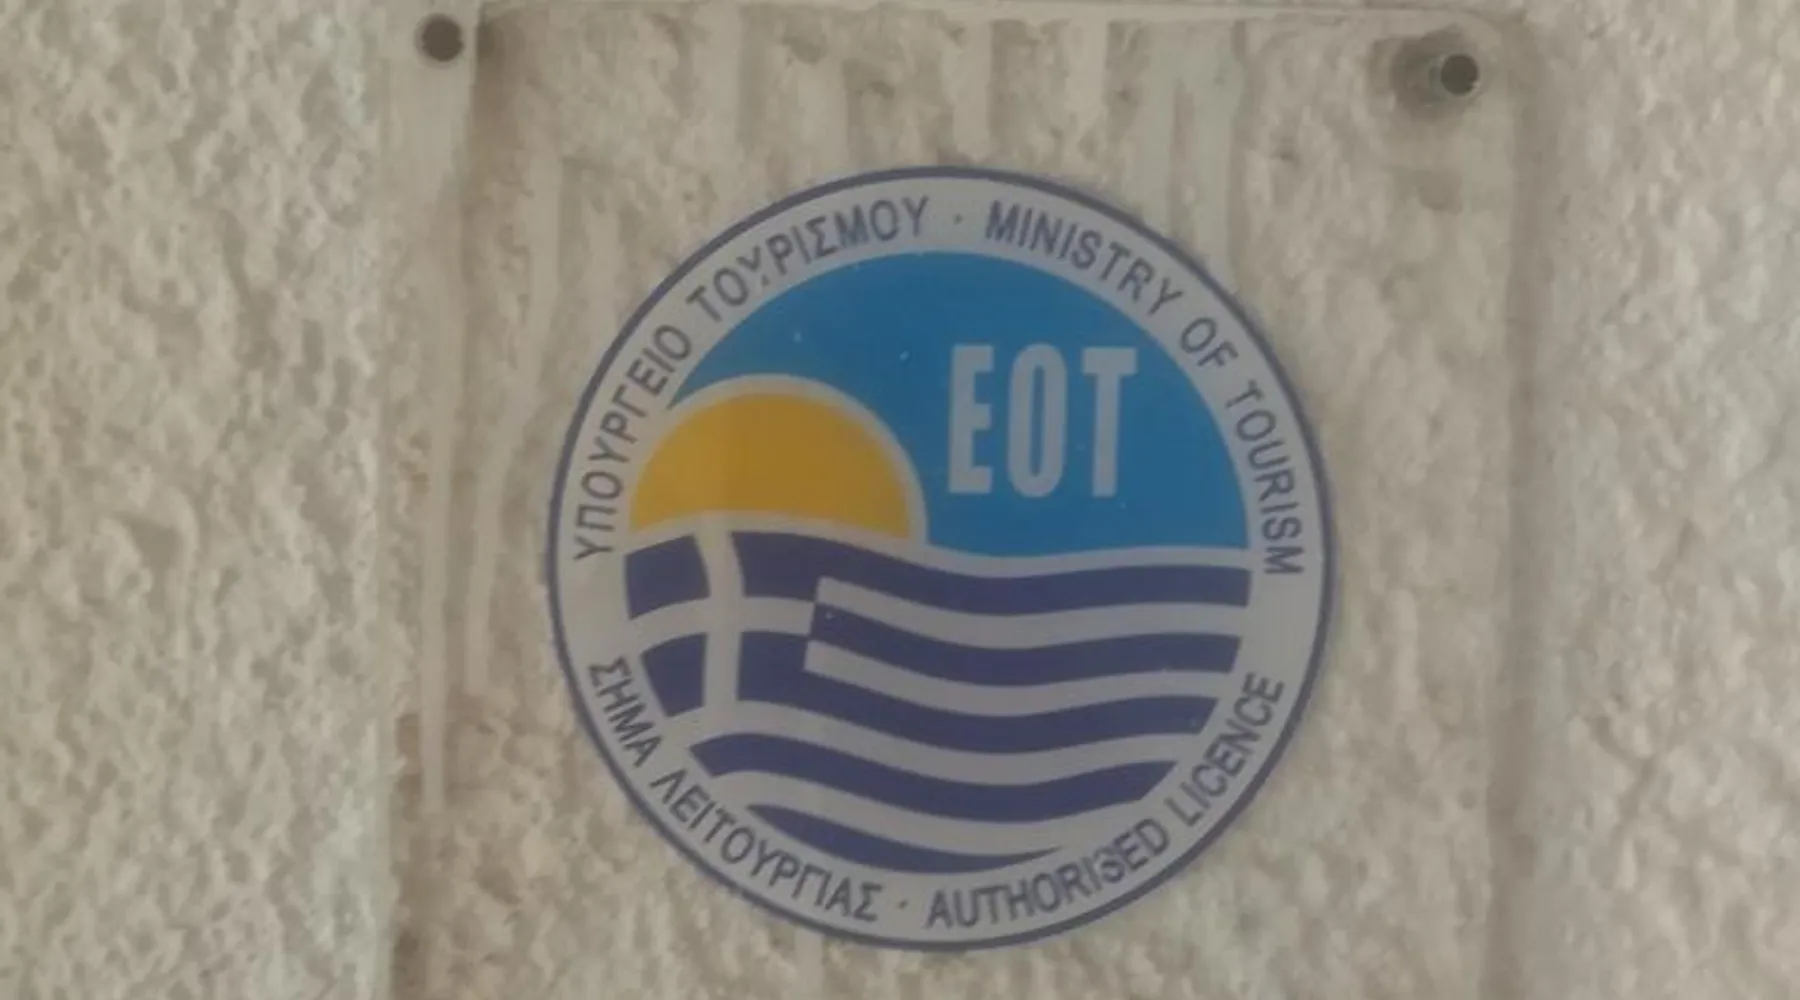 ΥΠΟΥΡΓΕΙΟ ΤΟΥΡΙΣΜΟΥ · MINISTRY OF TOURISM
EOT
ΣΗΜΑ ΛΕΙΤΟΥΡΓΙΑΣ · AUTHORISED LICENCE